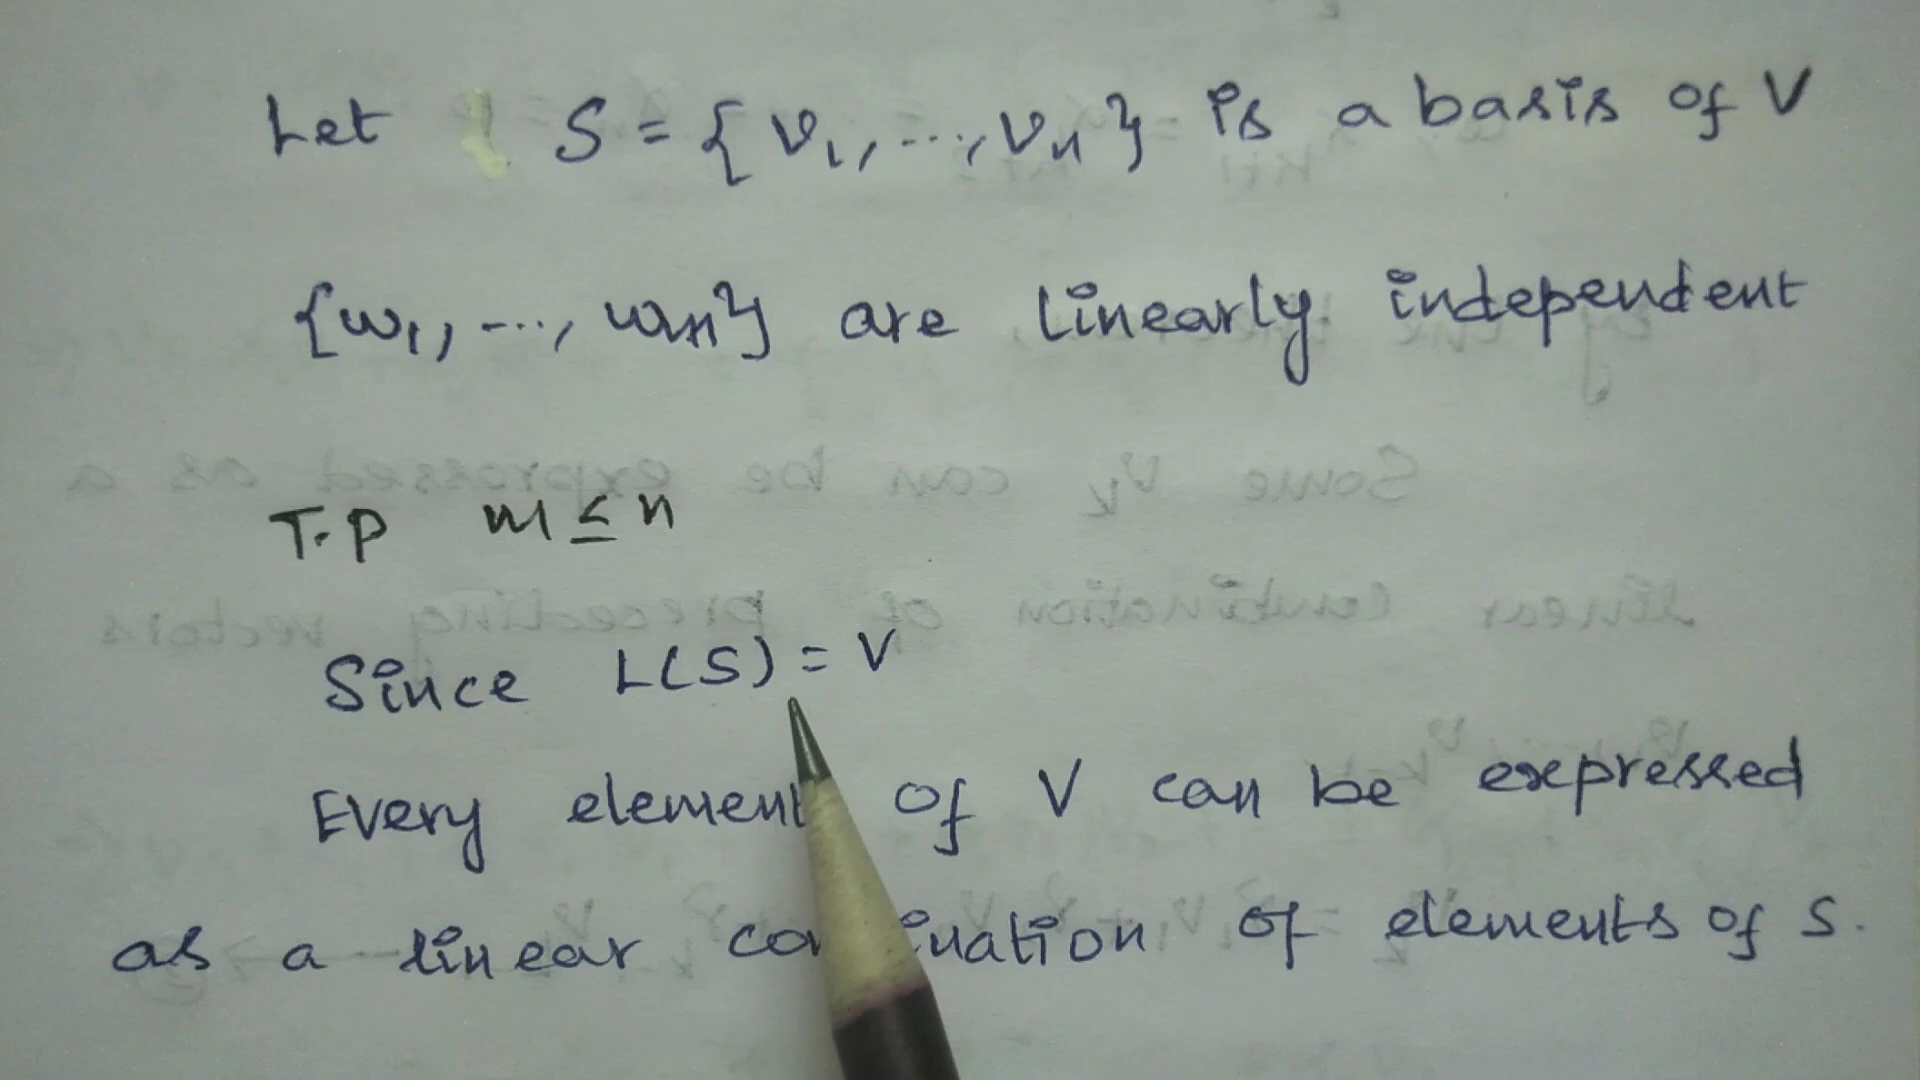 Let S = {v₁, ..., vₙ} is a basis of V
{w₁, ..., wₘ} are linearly independent
T.P m ≤ n
Since L(S) = V
Every element of V can be expressed
as a linear of elements of S.